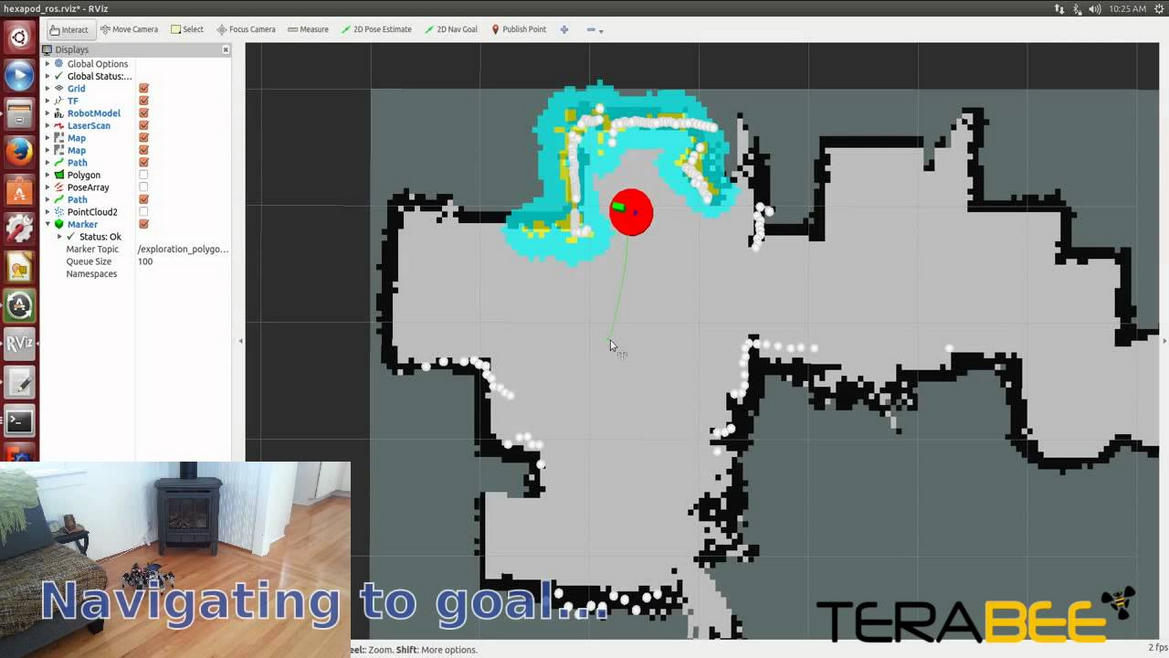 hexapod_ros.rviz* - RViz
10:25 AM
Interact Move Camera Select Focus Camera Measure 2D Pose Estimate 2D Nav Goal Publish Point
Displays
Global Options
Global Status:...
Grid
TF
RobotModel
LaserScan
Map
Map
Path
Polygon
PoseArray
Path
PointCloud2
Marker
Status: Ok
Marker Topic /exploration_polygo...
Queue Size 100
Namespaces
RViz
Navigating to goal...
TERABEE
eel: Zoom. Shift: More options.
2 fps